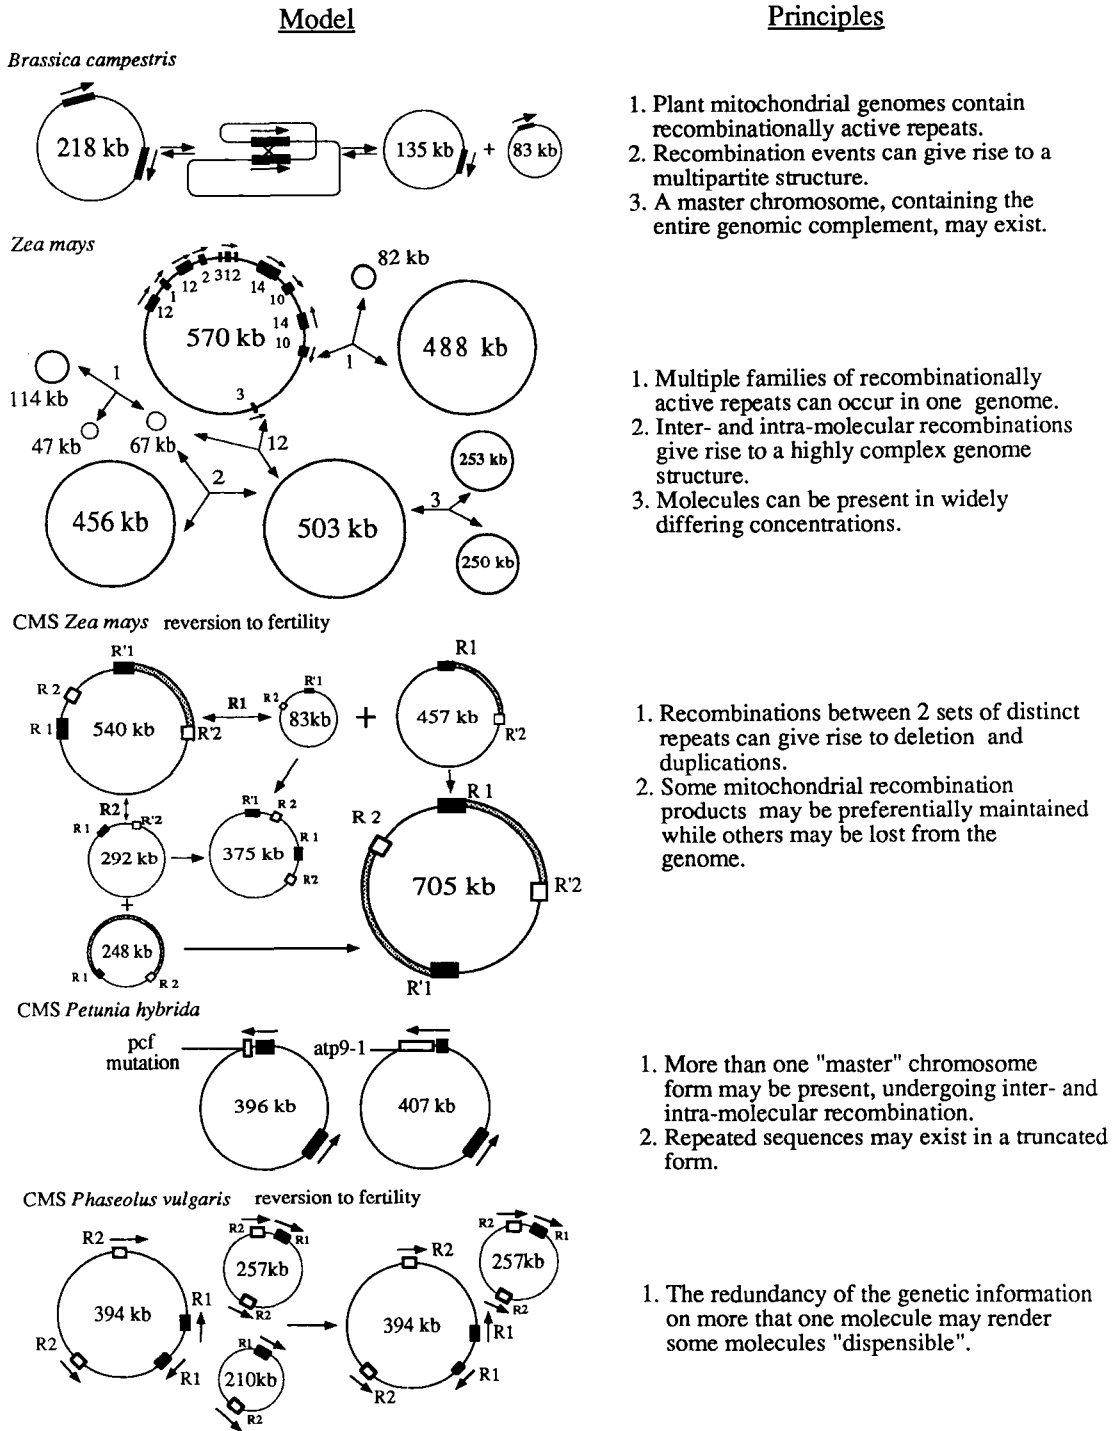 Model
Principles
Brassica campestris
218 kb
135 kb
+
83 kb
1. Plant mitochondrial genomes contain
recombinationally active repeats.
2. Recombination events can give rise to a
multipartite structure.
3. A master chromosome, containing the
entire genomic complement, may exist.
Zea mays
12
1
12
2
3
12
14
10
14
10
3
570 kb
82 kb
1
488 kb
114 kb
1
47 kb
67 kb
12
2
456 kb
503 kb
3
253 kb
250 kb
1. Multiple families of recombinationally
active repeats can occur in one genome.
2. Inter- and intra-molecular recombinations
give rise to a highly complex genome
structure.
3. Molecules can be present in widely
differing concentrations.
CMS Zea mays reversion to fertility
R'1
R 2
R 1
540 kb
R'2
R1
R'1
R 2
83kb
+
R1
457 kb
R'2
R2
R 1
R'2
292 kb
R'1
R 2
R 1
375 kb
R'2
+
248 kb
R 1
R 2
R 1
R 2
705 kb
R'2
R'1
1. Recombinations between 2 sets of distinct
repeats can give rise to deletion and
duplications.
2. Some mitochondrial recombination
products may be preferentially maintained
while others may be lost from the
genome.
CMS Petunia hybrida
pcf
mutation
396 kb
atp9-1
407 kb
1. More than one "master" chromosome
form may be present, undergoing inter- and
intra-molecular recombination.
2. Repeated sequences may exist in a truncated
form.
CMS Phaseolus vulgaris reversion to fertility
R2
394 kb
R1
R2
R1
R2
R1
257kb
R2
R1
210kb
R2
R2
394 kb
R1
R2
R1
R2
R1
257kb
R2
1. The redundancy of the genetic information
on more that one molecule may render
some molecules "dispensible".